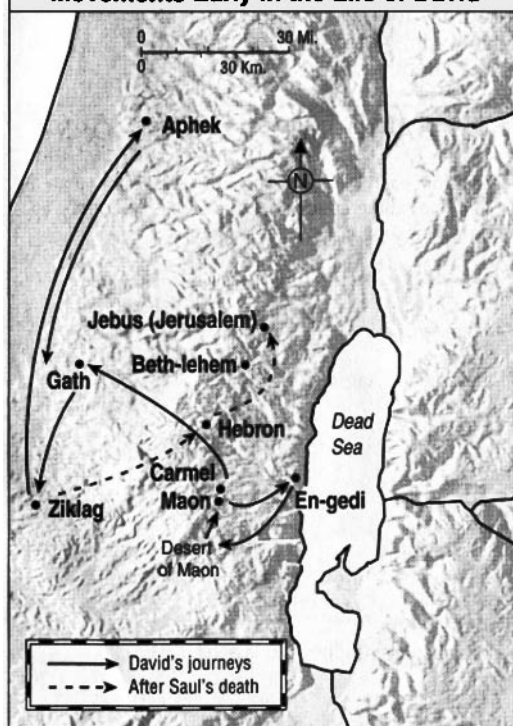 Movements Early in the Life of David
0 30 Mi.
0 30 Km.
Aphek
N
Jebus (Jerusalem)
Beth-lehem
Gath
Dead
Sea
Hebron
Carmel
Maon
En-gedi
Ziklag
Desert
of Maon
David's journeys
After Saul's death